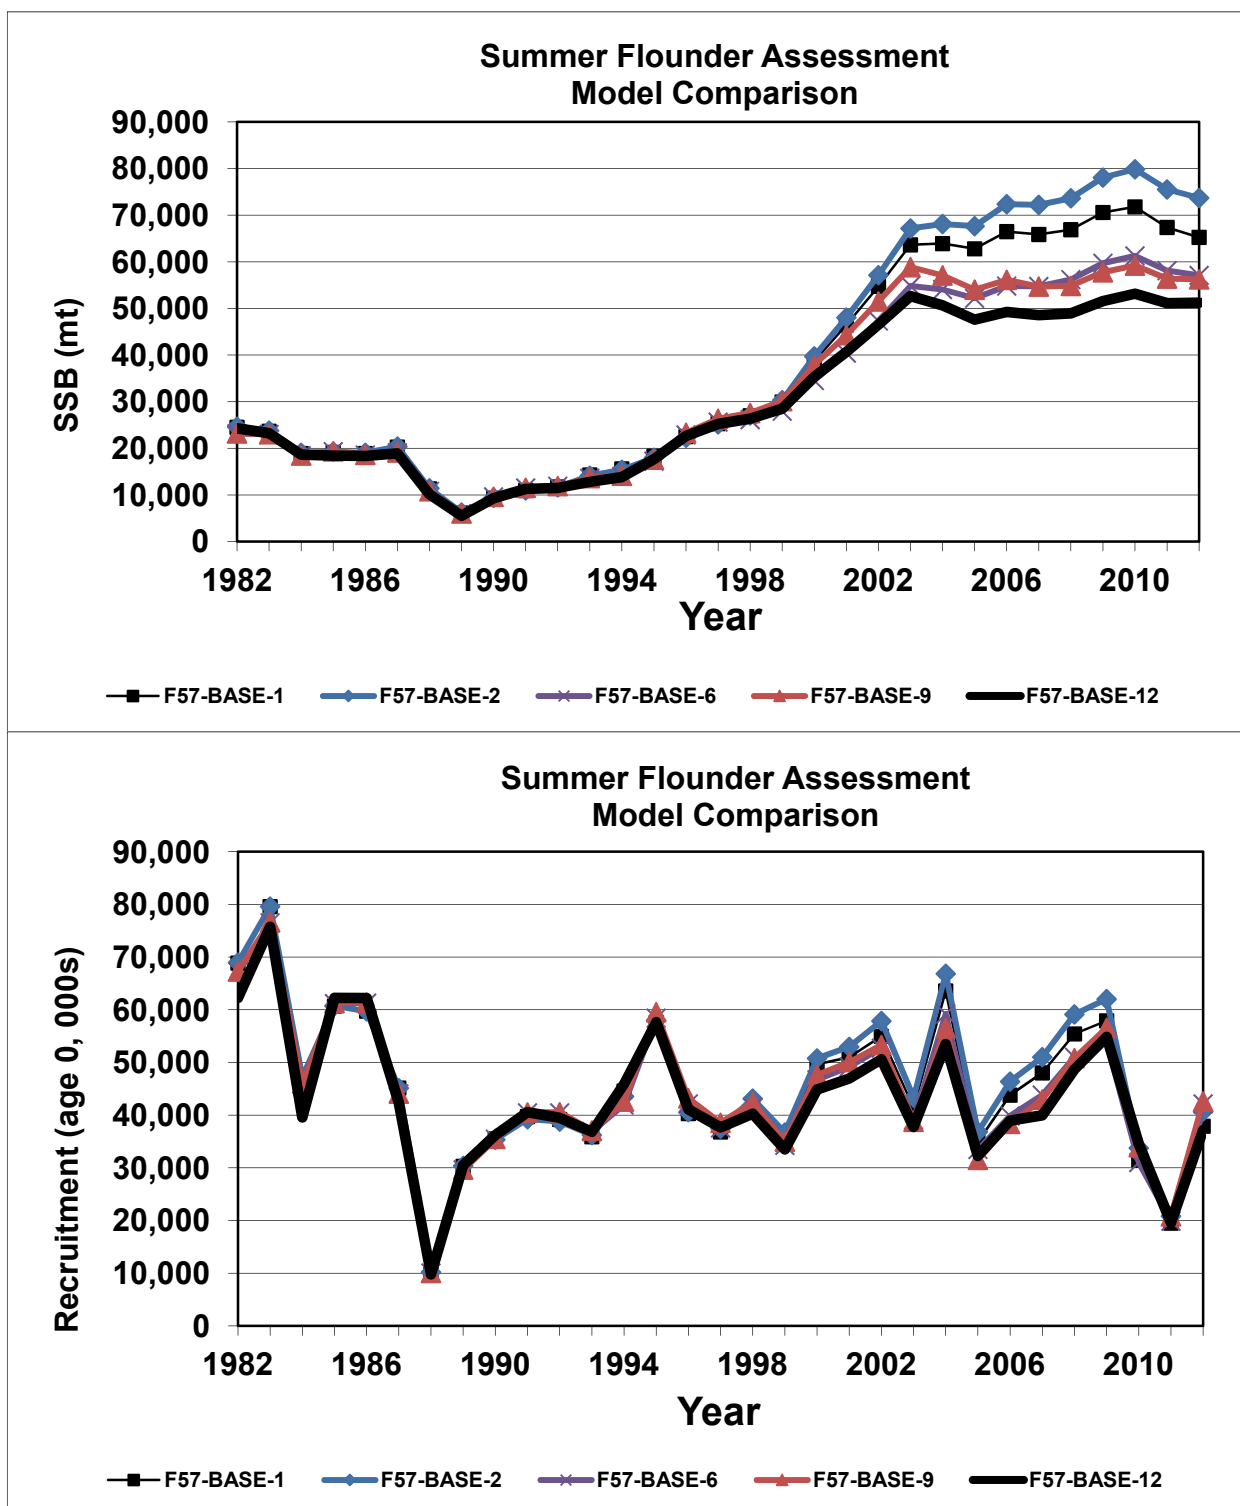 Summer Flounder Assessment
Model Comparison
90,000
80,000
70,000
60,000
50,000
40,000
30,000
20,000
10,000
0
SSB (mt)
1982 1986 1990 1994 1998 2002 2006 2010
Year
F57-BASE-1 F57-BASE-2 F57-BASE-6 F57-BASE-9 F57-BASE-12
Summer Flounder Assessment
Model Comparison
90,000
80,000
70,000
60,000
50,000
40,000
30,000
20,000
10,000
0
Recruitment (age 0, 000s)
1982 1986 1990 1994 1998 2002 2006 2010
Year
F57-BASE-1 F57-BASE-2 F57-BASE-6 F57-BASE-9 F57-BASE-12